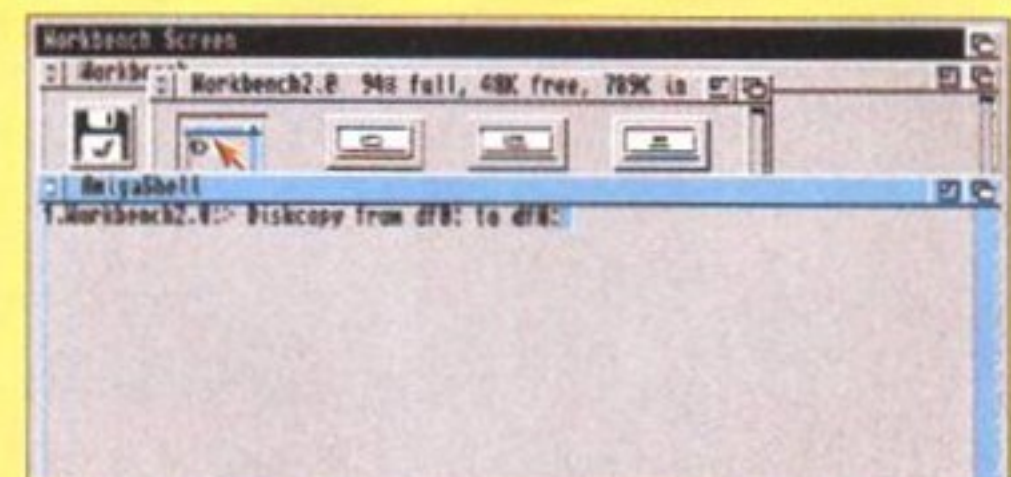 Workbench Screen
Workbench
Workbench2.0 94% full, 48K free, 789K in
AmigaShell
1.Workbench2.0:> Diskcopy from df0: to df0: